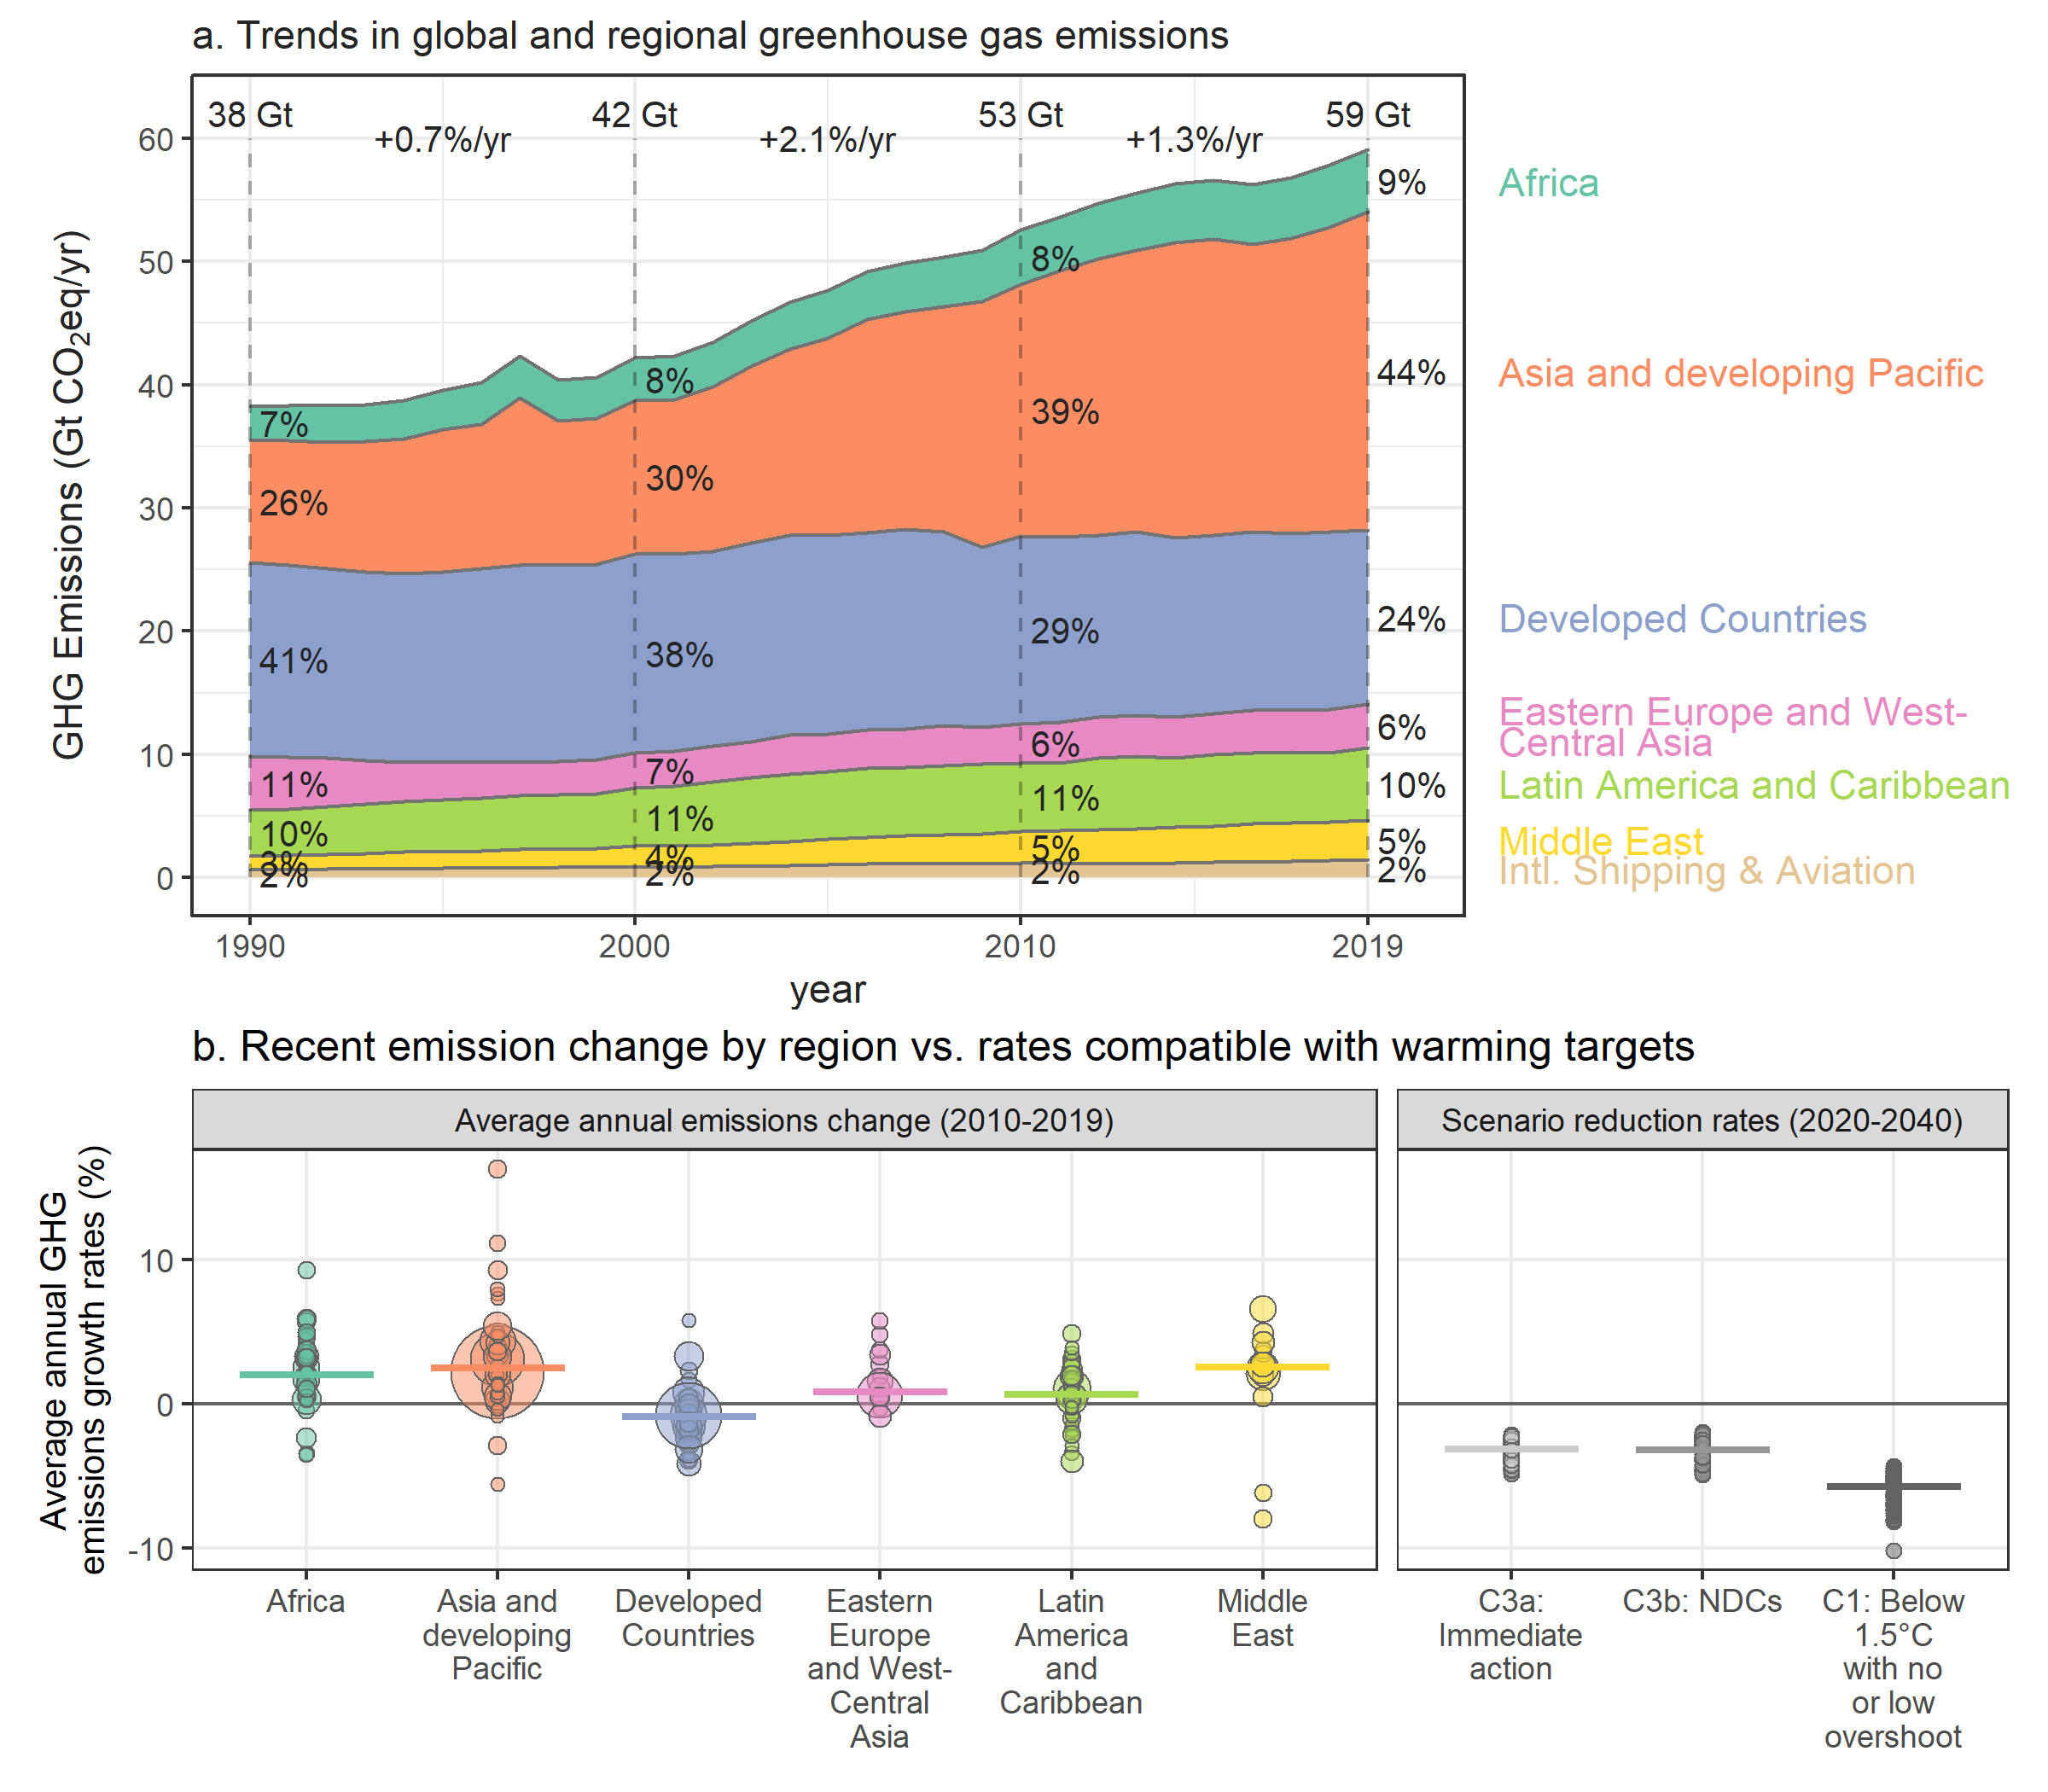 a. Trends in global and regional greenhouse gas emissions
38 Gt
42 Gt
53 Gt
59 Gt
+0.7%/yr
+2.1%/yr
+1.3%/yr
GHG Emissions (Gt CO₂eq/yr)
60
50
40
30
20
10
0
7%
26%
41%
11%
10%
3%
2%
8%
30%
38%
7%
11%
4%
2%
8%
39%
29%
6%
11%
5%
2%
9%
44%
24%
6%
10%
5%
2%
Africa
Asia and developing Pacific
Developed Countries
Eastern Europe and West-
Central Asia
Latin America and Caribbean
Middle East
Intl. Shipping & Aviation
1990
2000
2010
2019
year
b. Recent emission change by region vs. rates compatible with warming targets
Average annual emissions change (2010-2019)
Scenario reduction rates (2020-2040)
Average annual GHG
emissions growth rates (%)
10
0
-10
Africa
Asia and
developing
Pacific
Developed
Countries
Eastern
Europe
and West-
Central
Asia
Latin
America
and
Caribbean
Middle
East
C3a:
Immediate
action
C3b: NDCs
C1: Below
1.5°C
with no
or low
overshoot